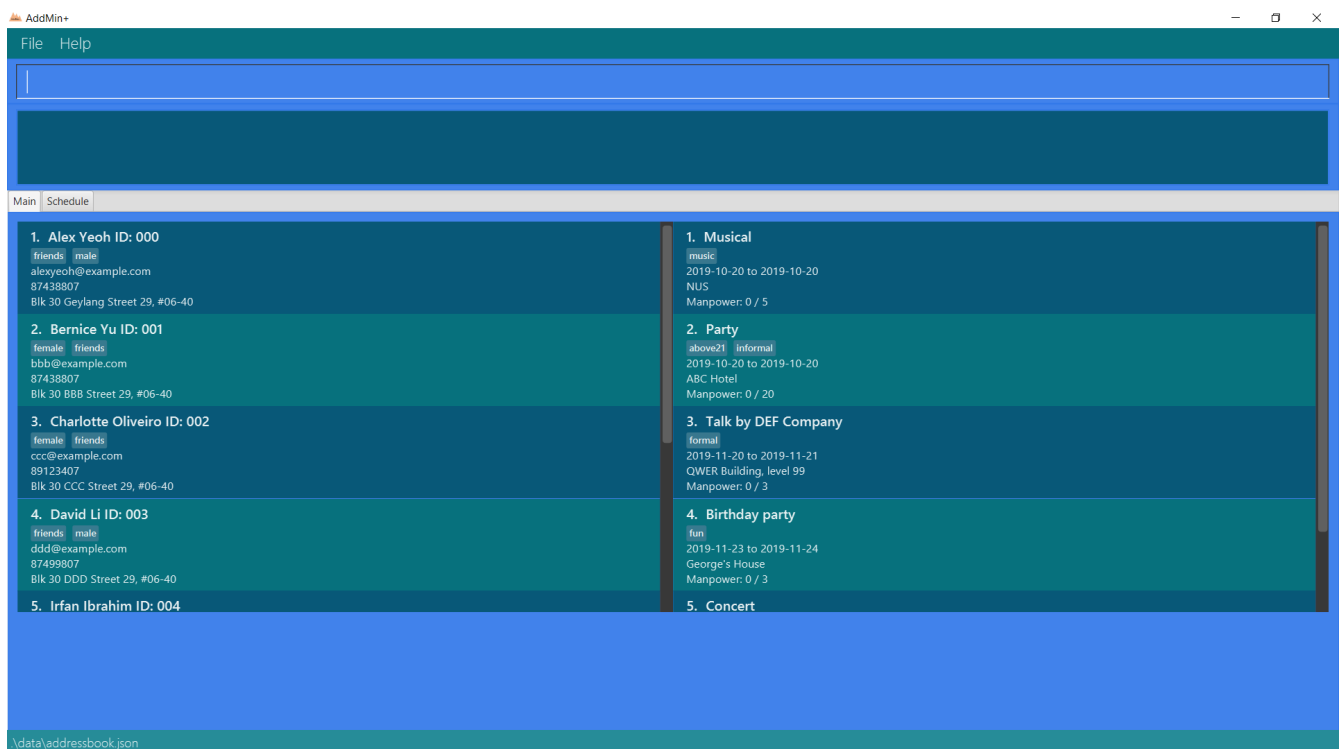 AddMin+
File Help
Main Schedule
1. Alex Yeoh ID: 000
friends male
alexyeoh@example.com
87438807
Blk 30 Geylang Street 29, #06-40
2. Bernice Yu ID: 001
female friends
bbb@example.com
87438807
Blk 30 BBB Street 29, #06-40
3. Charlotte Oliveiro ID: 002
female friends
ccc@example.com
89123407
Blk 30 CCC Street 29, #06-40
4. David Li ID: 003
friends male
ddd@example.com
87499807
Blk 30 DDD Street 29, #06-40
5. Irfan Ibrahim ID: 004
1. Musical
music
2019-10-20 to 2019-10-20
NUS
Manpower: 0 / 5
2. Party
above21 informal
2019-10-20 to 2019-10-20
ABC Hotel
Manpower: 0 / 20
3. Talk by DEF Company
formal
2019-11-20 to 2019-11-21
QWER Building, level 99
Manpower: 0 / 3
4. Birthday party
fun
2019-11-23 to 2019-11-24
George's House
Manpower: 0 / 3
5. Concert
\data\addressbook.json